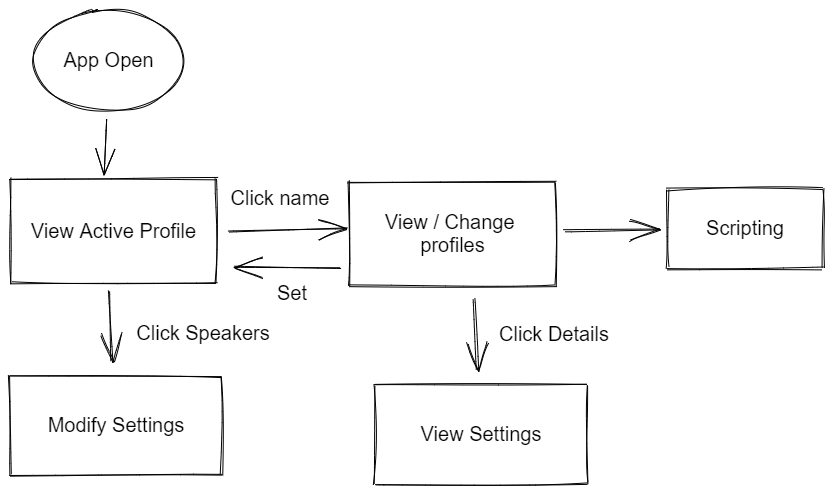 App Open
Click name
View Active Profile
View / Change
profiles
Scripting
Set
Click Speakers
Click Details
Modify Settings
View Settings